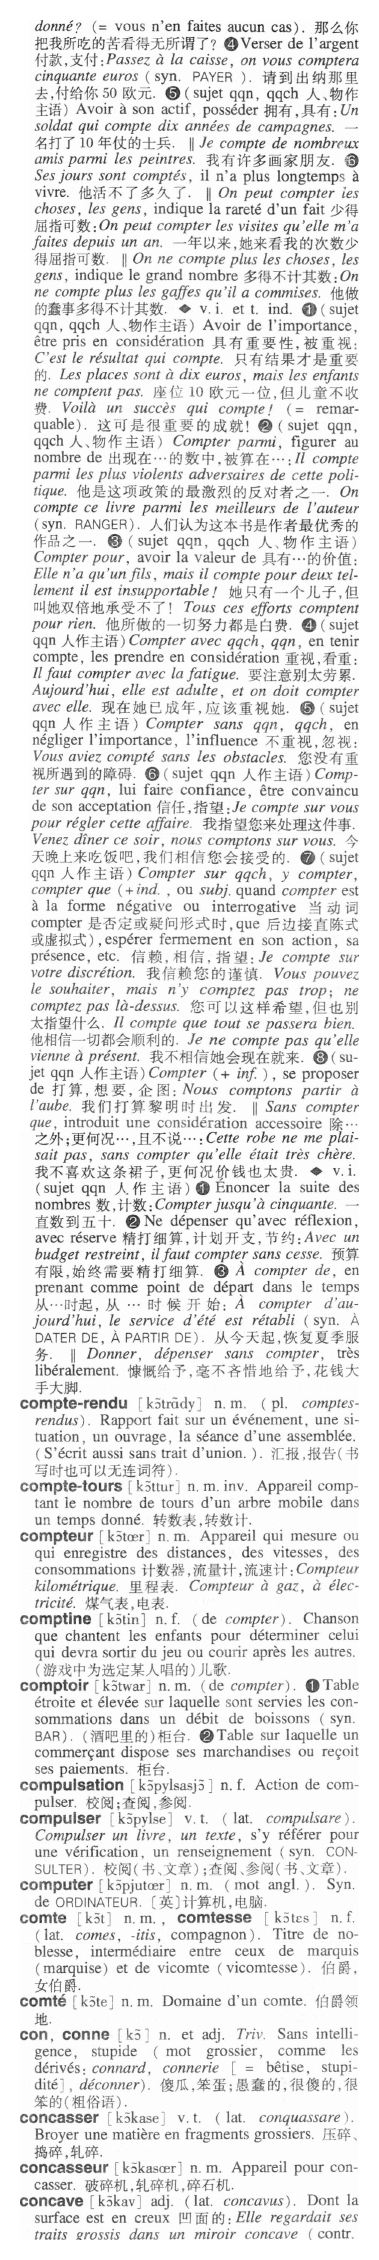 donné? (= vous n'en faites aucun cas). 那么你
把我所吃的苦看得无所谓了? ❹Verser de l'argent
付款,支付:Passez à la caisse, on vous comptera
cinquante euros (syn. PAYER). 请到出纳那里
去,付给你 50 欧元. ❺ (sujet qqn, qqch 人、物作
主语) Avoir à son actif, posséder 拥有,具有:Un
soldat qui compte dix années de campagnes. 一
名打了 10 年仗的士兵. ‖ Je compte de nombreux
amis parmi les peintres. 我有许多画家朋友. ❻
Ses jours sont comptés, il n'a plus longtemps à
vivre. 他活不了多久了. ‖ On peut compter ies
choses, les gens, indique la rareté d'un fait 少得
屈指可数:On peut compter les visites qu'elle m'a
faites depuis un an. 一年以来,她来看我的次数少
得屈指可数. ‖ On ne compte plus les choses, les
gens, indique le grand nombre 多得不计其数:On
ne compte plus les gaffes qu'il a commises. 他做
的蠢事多得不计其数. ◆ v. i. et t. ind. ❶ (sujet
qqn, qqch 人、物作主语) Avoir de l'importance,
être pris en considération 具有重要性,被重视:
C'est le résultat qui compte. 只有结果才是重要
的. Les places sont à dix euros, mais les enfants
ne comptent pas. 座位 10 欧元一位,但儿童不收
费. Voilà un succès qui compte! (= remar-
quable). 这可是很重要的成就! ❷ (sujet qqn,
qqch 人、物作主语) Compter parmi, figurer au
nombre de 出现在…的数中,被算在…:Il compte
parmi les plus violents adversaires de cette poli-
tique. 他是这项政策的最激烈的反对者之一. On
compte ce livre parmi les meilleurs de l'auteur
(syn. RANGER). 人们认为这本书是作者最优秀的
作品之一. ❸ (sujet qqn, qqch 人、物作主语)
Compter pour, avoir la valeur de 具有…的价值:
Elle n'a qu'un fils, mais il compte pour deux tel-
lement il est insupportable! 她只有一个儿子,但
叫她双倍地承受不了! Tous ces efforts comptent
pour rien. 他所做的一切努力都是白费. ❹ (sujet
qqn 人作主语) Compter avec qqch, qqn, en tenir
compte, les prendre en considération 重视,看重:
Il faut compter avec la fatigue. 要注意别太劳累.
Aujourd'hui, elle est adulte, et on doit compter
avec elle. 现在她已成年,应该重视她. ❺ (sujet
qqn 人作主语) Compter sans qqn, qqch, en
négliger l'importance, l'influence 不重视,忽视:
Vous aviez compté sans les obstacles. 您没有重
视所遇到的障碍. ❻ (sujet qqn 人作主语) Comp-
ter sur qqn, lui faire confiance, être convaincu
de son acceptation 信任,指望:Je compte sur vous
pour régler cette affaire. 我指望您来处理这件事.
Venez dîner ce soir, nous comptons sur vous. 今
天晚上来吃饭吧,我们相信您会接受的. ❼ (sujet
qqn 人作主语) Compter sur qqch, y compter,
compter que (+ind., ou subj. quand compter est
à la forme négative ou interrogative 当动词
compter 是否定或疑问形式时,que 后边接直陈式
或虚拟式), espérer fermement en son action, sa
présence, etc. 信赖,相信,指望:Je compte sur
votre discrétion. 我信赖您的谨慎. Vous pouvez
le souhaiter, mais n'y comptez pas trop; ne
comptez pas là-dessus. 您可以这样希望,但也别
太指望什么. Il compte que tout se passera bien.
他相信一切都会顺利的. Je ne compte pas qu'elle
vienne à présent. 我不相信她会现在就来. ❽ (su-
jet qqn 人作主语) Compter (+ inf.), se proposer
de 打算,想要,企图:Nous comptons partir à
l'aube. 我们打算黎明时出发. ‖ Sans compter
que, introduit une considération accessoire 除…
之外;更何况…,且不说…:Cette robe ne me plai-
sait pas, sans compter qu'elle était très chère.
我不喜欢这条裙子,更何况价钱也太贵. ◆ v. i.
(sujet qqn 人作主语) ❶ Énoncer la suite des
nombres 数,计数:Compter jusqu'à cinquante. 一
直数到五十. ❷ Ne dépenser qu'avec réflexion,
avec réserve 精打细算,计划开支,节约:Avec un
budget restreint, il faut compter sans cesse. 预算
有限,始终需要精打细算. ❸ À compter de, en
prenant comme point de départ dans le temps
从…时起,从…时候开始: À compter d'au-
jourd'hui, le service d'été est rétabli (syn. À
DATER DE, À PARTIR DE). 从今天起,恢复夏季服
务. ‖ Donner, dépenser sans compter, très
libéralement. 慷慨给予,毫不吝惜地给予,花钱大
手大脚.
compte-rendu [kɔ̃trɑ̃dy] n. m. (pl. comptes-
rendus). Rapport fait sur un événement, une si-
tuation, un ouvrage, la séance d'une assemblée.
(S'écrit aussi sans trait d'union.). 汇报,报告(书
写时也可以无连词符).
compte-tours [kɔ̃ttur] n. m. inv. Appareil comp-
tant le nombre de tours d'un arbre mobile dans
un temps donné. 转数表,转数计.
compteur [kɔ̃tœr] n. m. Appareil qui mesure ou
qui enregistre des distances, des vitesses, des
consommations 计数器,流量计,流速计:Compteur
kilométrique. 里程表. Compteur à gaz, à élec-
tricité. 煤气表,电表.
comptine [kɔ̃tin] n. f. (de compter). Chanson
que chantent les enfants pour déterminer celui
qui devra sortir du jeu ou courir après les autres.
(游戏中为选定某人唱的)儿歌.
comptoir [kɔ̃twar] n. m. (de compter). ❶ Table
étroite et élevée sur laquelle sont servies les con-
sommations dans un débit de boissons (syn.
BAR). (酒吧里的)柜台. ❷ Table sur laquelle un
commerçant dispose ses marchandises ou reçoit
ses paiements. 柜台.
compulsation [kɔ̃pylsasjɔ̃] n. f. Action de com-
pulser. 校阅;查阅,参阅.
compulser [kɔ̃pylse] v. t. (lat. compulsare).
Compulser un livre, un texte, s'y référer pour
une vérification, un renseignement (syn. CON-
SULTER). 校阅(书、文章);查阅、参阅(书、文章).
computer [kɔ̃pjutœr] n. m. (mot angl.). Syn.
de ORDINATEUR. [英]计算机,电脑.
comte [kɔ̃t] n. m., comtesse [kɔ̃tɛs] n. f.
(lat. comes, -itis, compagnon). Titre de no-
blesse, intermédiaire entre ceux de marquis
(marquise) et de vicomte (vicomtesse). 伯爵,
女伯爵.
comté [kɔ̃te] n. m. Domaine d'un comte. 伯爵领
地.
con, conne [kɔ̃] n. et adj. Triv. Sans intelli-
gence, stupide (mot grossier, comme les
dérivés: connard, connerie [= bêtise, stupi-
dité], déconner). 傻瓜,笨蛋;愚蠢的,很傻的,很
笨的(粗俗语).
concasser [kɔ̃kase] v. t. (lat. conquassare).
Broyer une matière en fragments grossiers. 压碎、
捣碎,轧碎.
concasseur [kɔ̃kasœr] n. m. Appareil pour con-
casser. 破碎机,轧碎机,碎石机.
concave [kɔ̃kav] adj. (lat. concavus). Dont la
surface est en creux 凹面的:Elle regardait ses
traits grossis dans un miroir concave (contr.